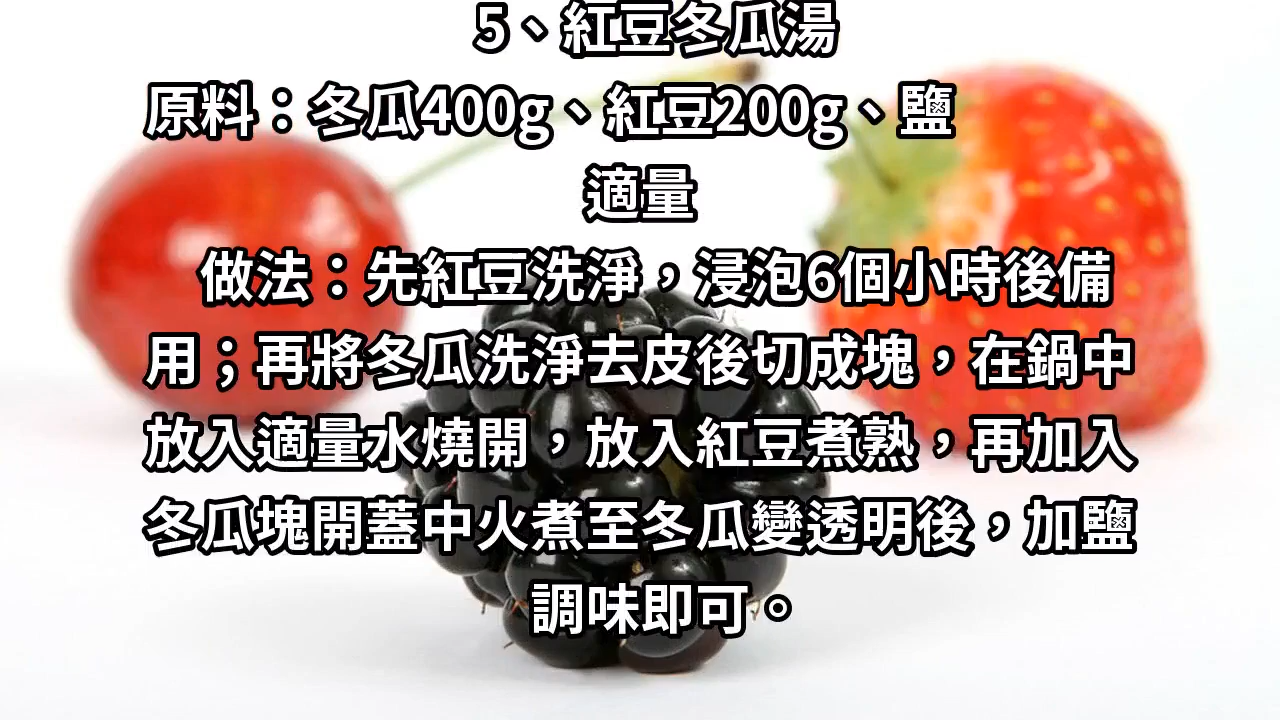 5、紅豆冬瓜湯
原料：冬瓜400g、紅豆200g、鹽
適量
做法：先紅豆洗淨，浸泡6個小時後備
用；再將冬瓜洗淨去皮後切成塊，在鍋中
放入適量水燒開，放入紅豆煮熟，再加入
冬瓜塊開蓋中火煮至冬瓜變透明後，加鹽
調味即可。